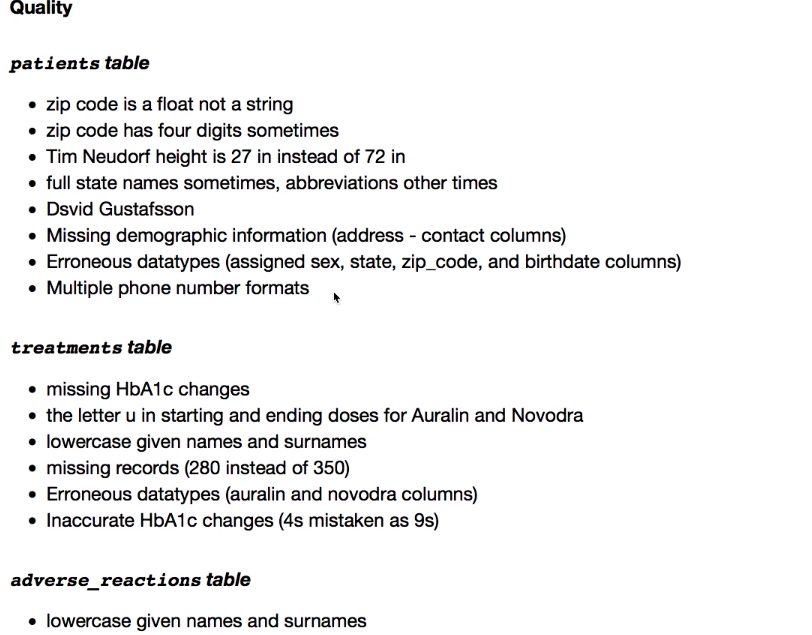 Quality
patients table
• zip code is a float not a string
• zip code has four digits sometimes
• Tim Neudorf height is 27 in instead of 72 in
• full state names sometimes, abbreviations other times
• Dsvid Gustafsson
• Missing demographic information (address - contact columns)
• Erroneous datatypes (assigned sex, state, zip_code, and birthdate columns)
• Multiple phone number formats
treatments table
• missing HbA1c changes
• the letter u in starting and ending doses for Auralin and Novodra
• lowercase given names and surnames
• missing records (280 instead of 350)
• Erroneous datatypes (auralin and novodra columns)
• Inaccurate HbA1c changes (4s mistaken as 9s)
adverse_reactions table
• lowercase given names and surnames